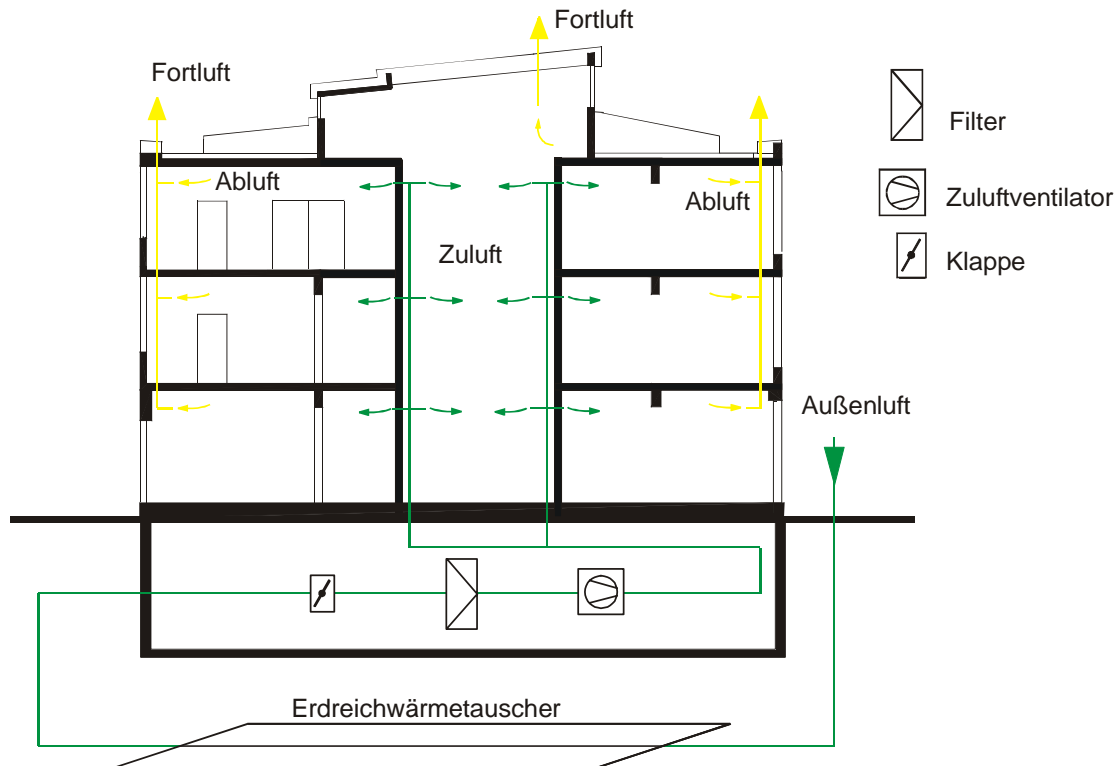 Fortluft
Fortluft
Filter
Abluft
Abluft
Zuluftventilator
Zuluft
Klappe
Außenluft
Erdreichwärmetauscher